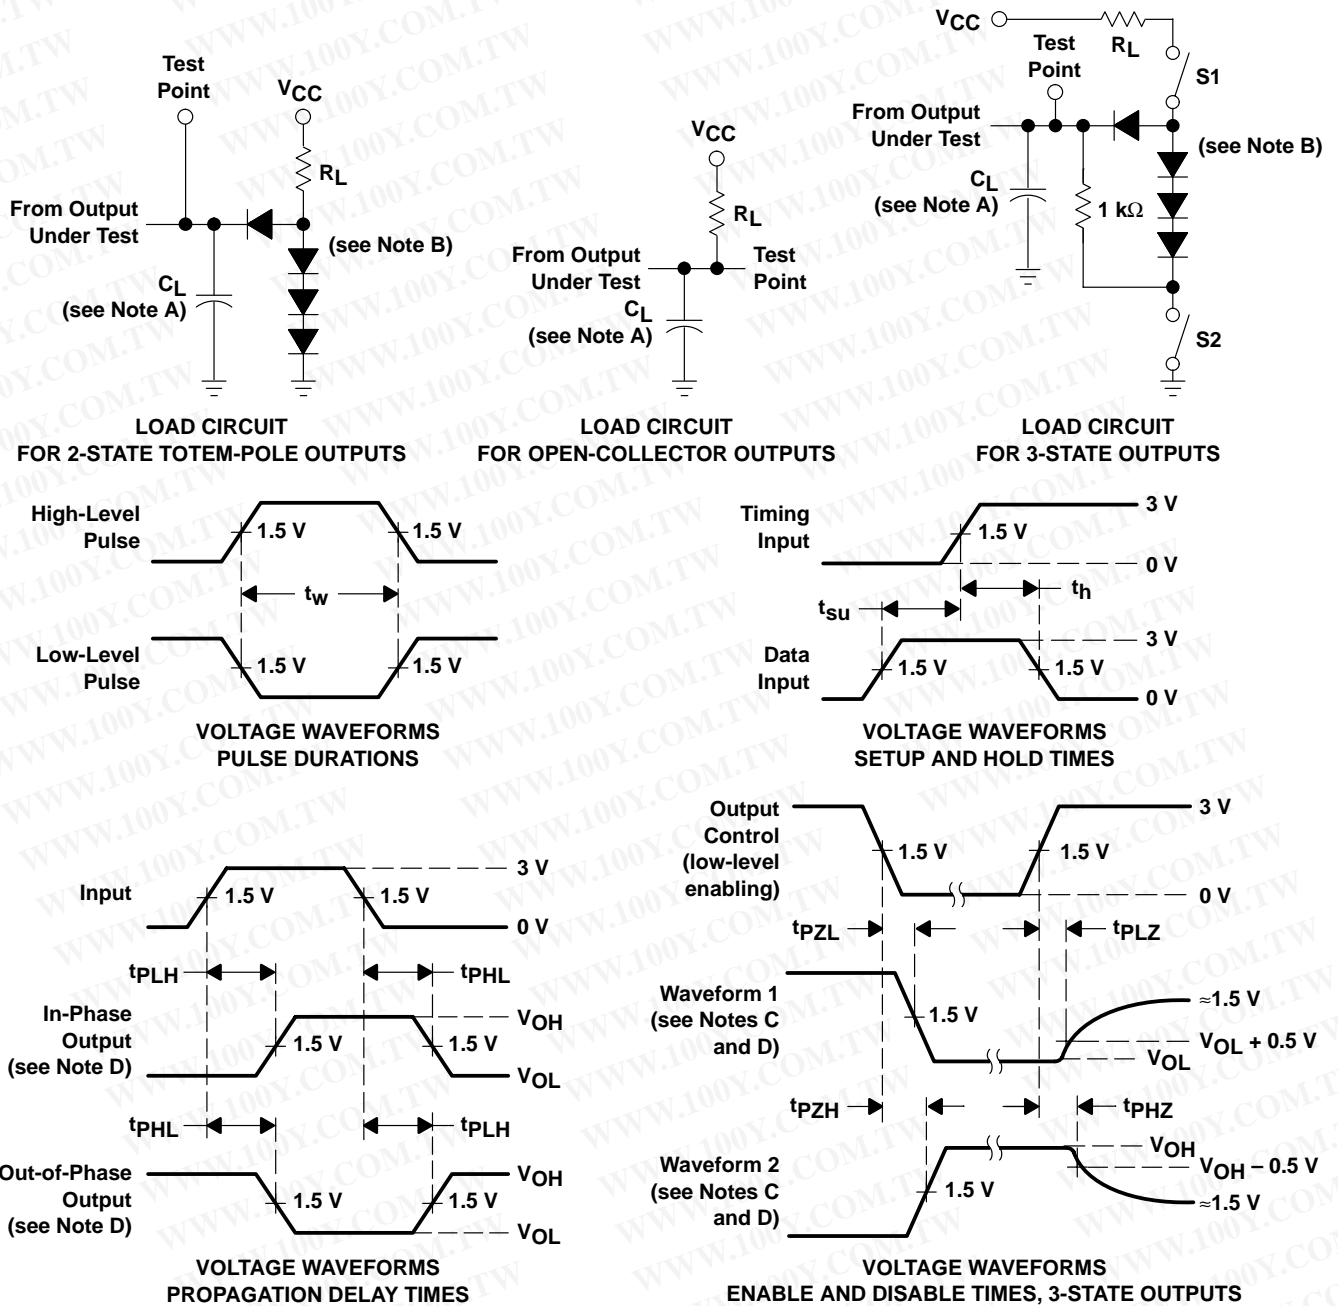 Test
Point
VCC
RL
From Output
Under Test
(see Note B)
CL
(see Note A)
LOAD CIRCUIT
FOR 2-STATE TOTEM-POLE OUTPUTS
VCC
RL
From Output
Under Test
Test
Point
CL
(see Note A)
LOAD CIRCUIT
FOR OPEN-COLLECTOR OUTPUTS
VCC
RL
Test
Point
S1
From Output
Under Test
(see Note B)
CL
(see Note A)
1 kΩ
S2
LOAD CIRCUIT
FOR 3-STATE OUTPUTS
High-Level
Pulse
1.5 V
1.5 V
tw
Low-Level
Pulse
1.5 V
1.5 V
VOLTAGE WAVEFORMS
PULSE DURATIONS
Timing
Input
1.5 V
3 V
0 V
th
tsu
Data
Input
1.5 V
1.5 V
3 V
0 V
VOLTAGE WAVEFORMS
SETUP AND HOLD TIMES
Input
1.5 V
1.5 V
3 V
0 V
tPLH
tPHL
In-Phase
Output
(see Note D)
1.5 V
1.5 V
VOH
VOL
tPHL
tPLH
Out-of-Phase
Output
(see Note D)
1.5 V
1.5 V
VOH
VOL
VOLTAGE WAVEFORMS
PROPAGATION DELAY TIMES
Output
Control
(low-level
enabling)
1.5 V
1.5 V
3 V
0 V
tPZL
tPLZ
Waveform 1
(see Notes C
and D)
1.5 V
≈1.5 V
VOL + 0.5 V
VOL
tPZH
tPHZ
Waveform 2
(see Notes C
and D)
1.5 V
VOH
VOH – 0.5 V
≈1.5 V
VOLTAGE WAVEFORMS
ENABLE AND DISABLE TIMES, 3-STATE OUTPUTS
WWW.100Y.COM.TW